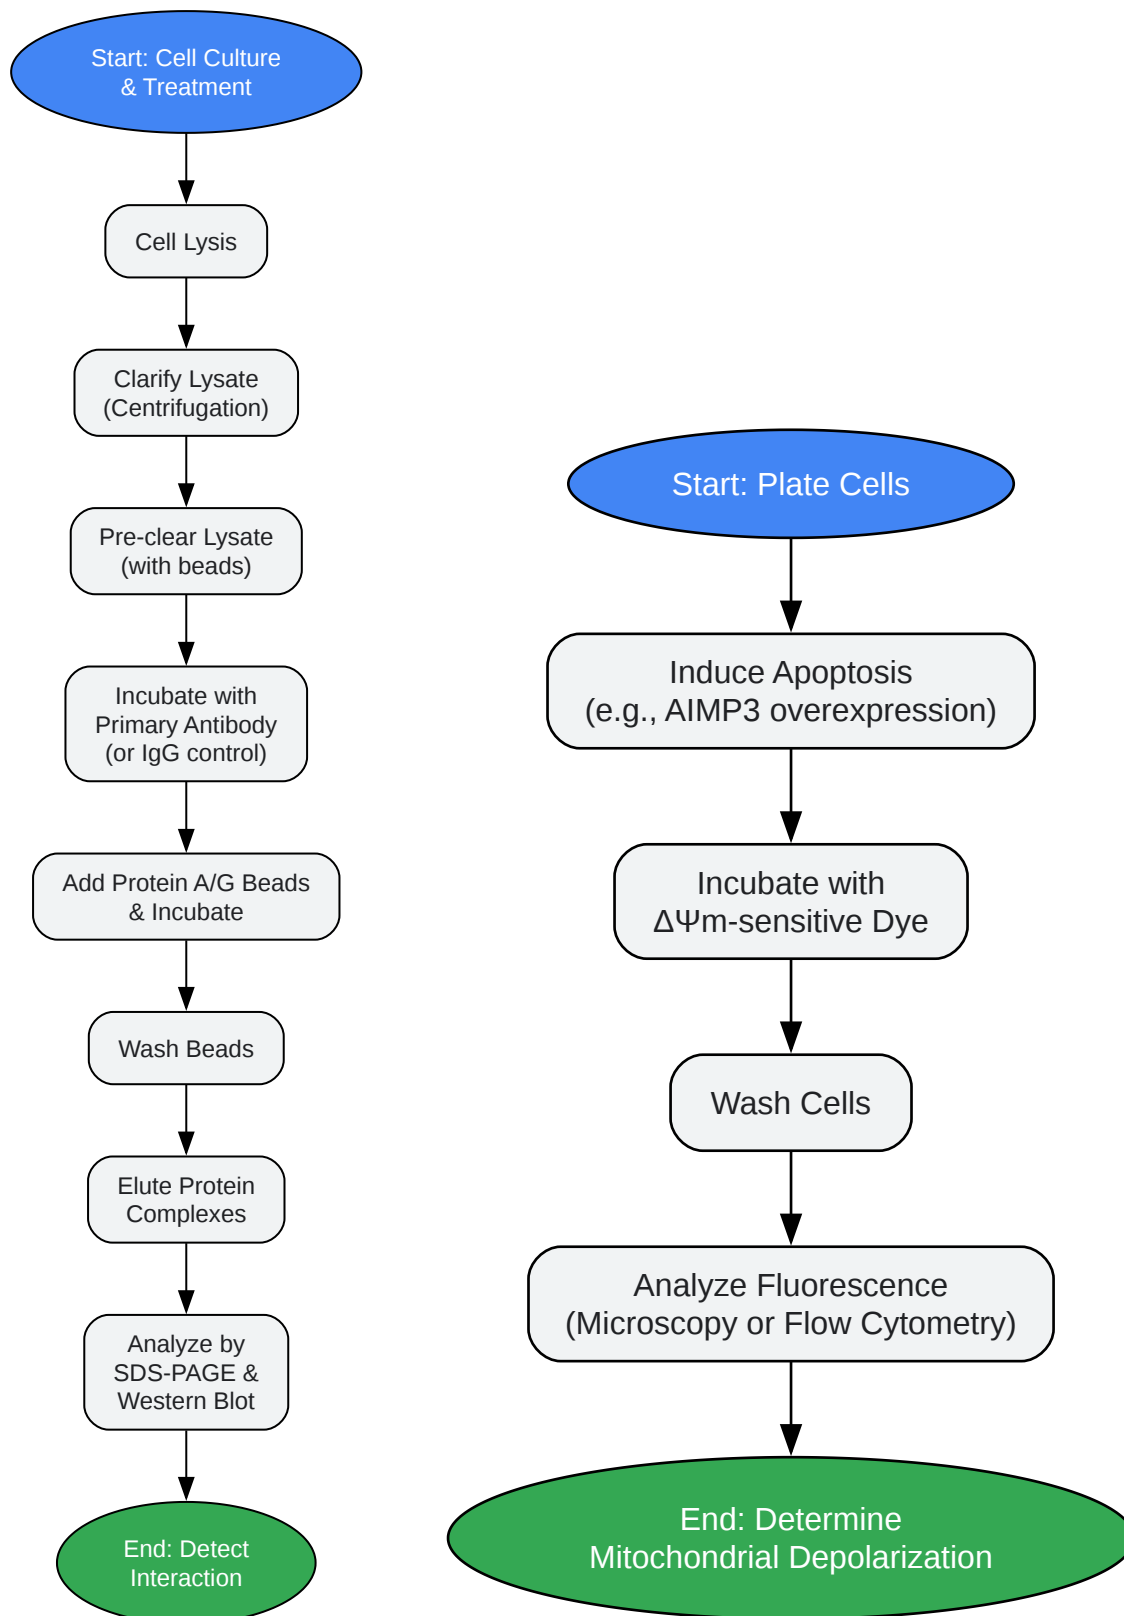 Start: Cell Culture
& Treatment
Cell Lysis
Clarify Lysate
(Centrifugation)
Pre-clear Lysate
(with beads)
Incubate with
Primary Antibody
(or IgG control)
Add Protein A/G Beads
& Incubate
Wash Beads
Elute Protein
Complexes
Analyze by
SDS-PAGE &
Western Blot
End: Detect
Interaction
Start: Plate Cells
Induce Apoptosis
(e.g., AIMP3 overexpression)
Incubate with
ΔΨm-sensitive Dye
Wash Cells
Analyze Fluorescence
(Microscopy or Flow Cytometry)
End: Determine
Mitochondrial Depolarization